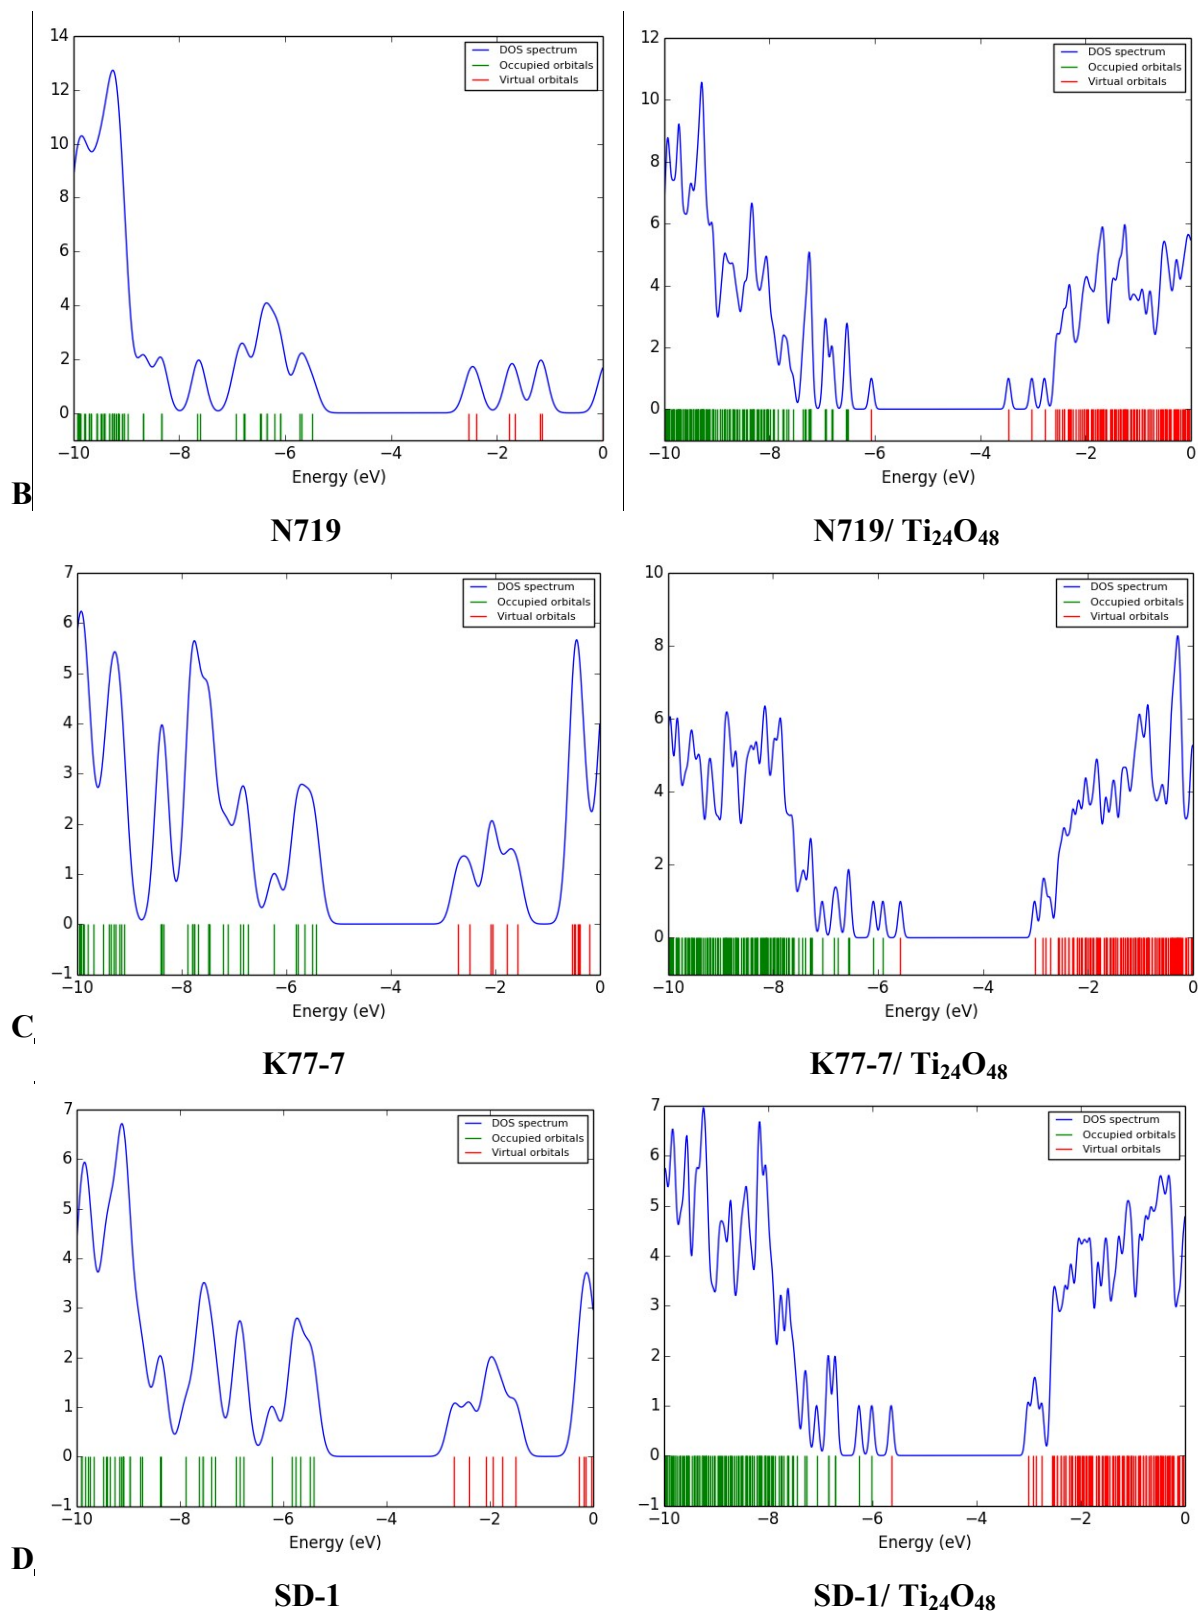 14
12
10
8
6
4
2
0
−10 −8 −6 −4 −2 0
Energy (eV)
DOS spectrum
Occupied orbitals
Virtual orbitals
12
10
8
6
4
2
0
−10 −8 −6 −4 −2 0
Energy (eV)
DOS spectrum
Occupied orbitals
Virtual orbitals
B
N719
N719/ Ti₂₄O₄₈
7
6
5
4
3
2
1
0
−1
−10 −8 −6 −4 −2 0
Energy (eV)
DOS spectrum
Occupied orbitals
Virtual orbitals
10
8
6
4
2
0
−10 −8 −6 −4 −2 0
Energy (eV)
DOS spectrum
Occupied orbitals
Virtual orbitals
C
K77-7
K77-7/ Ti₂₄O₄₈
7
6
5
4
3
2
1
0
−1
−10 −8 −6 −4 −2 0
Energy (eV)
DOS spectrum
Occupied orbitals
Virtual orbitals
7
6
5
4
3
2
1
0
−1
−10 −8 −6 −4 −2 0
Energy (eV)
DOS spectrum
Occupied orbitals
Virtual orbitals
D
SD-1
SD-1/ Ti₂₄O₄₈